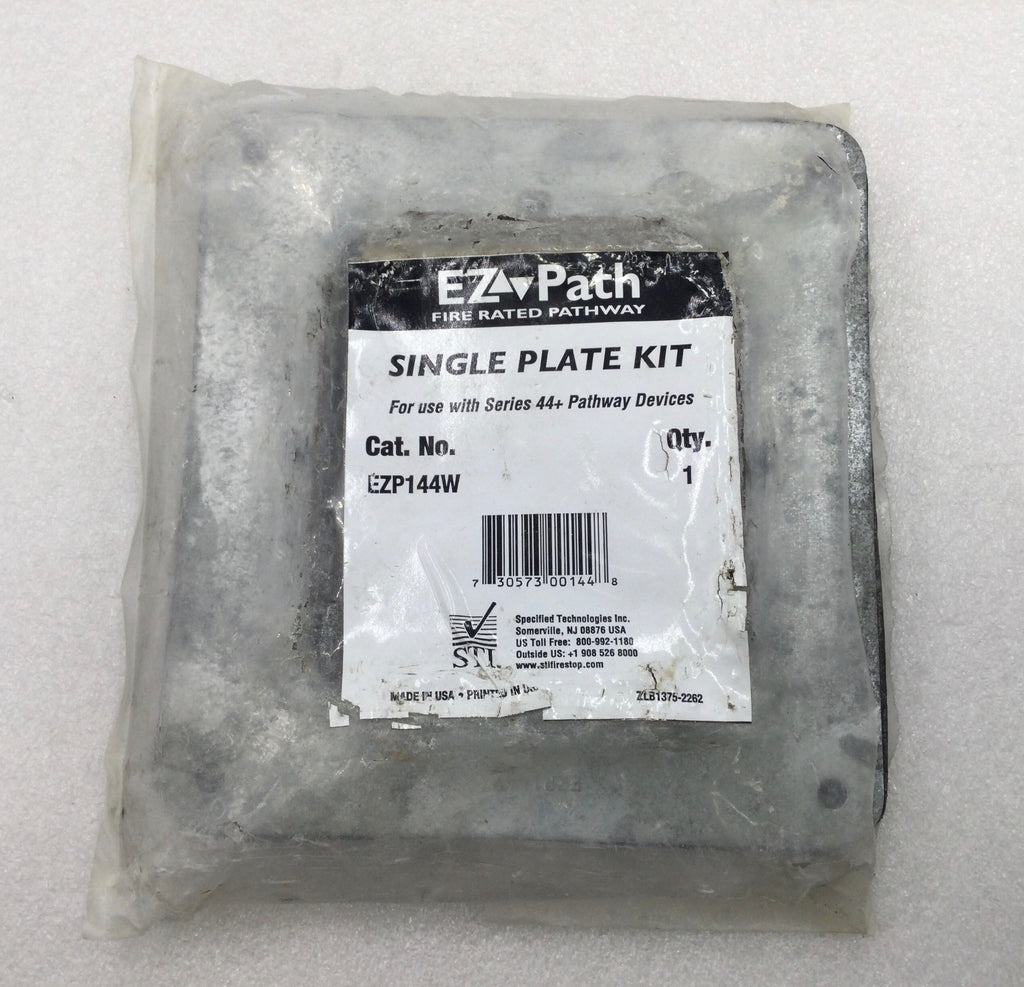 EZ Path
FIRE RATED PATHWAY
SINGLE PLATE KIT
For use with Series 44+ Pathway Devices
Cat. No. Qty.
EZP144W 1
7 30573 00144 8
STI
Specified Technologies Inc.
Somerville, NJ 08876 USA
US Toll Free: 800-992-1180
Outside US: +1 908 526 8000
www.stifirestop.com
MADE IN USA • PRINTED IN
ZLB1375-2262